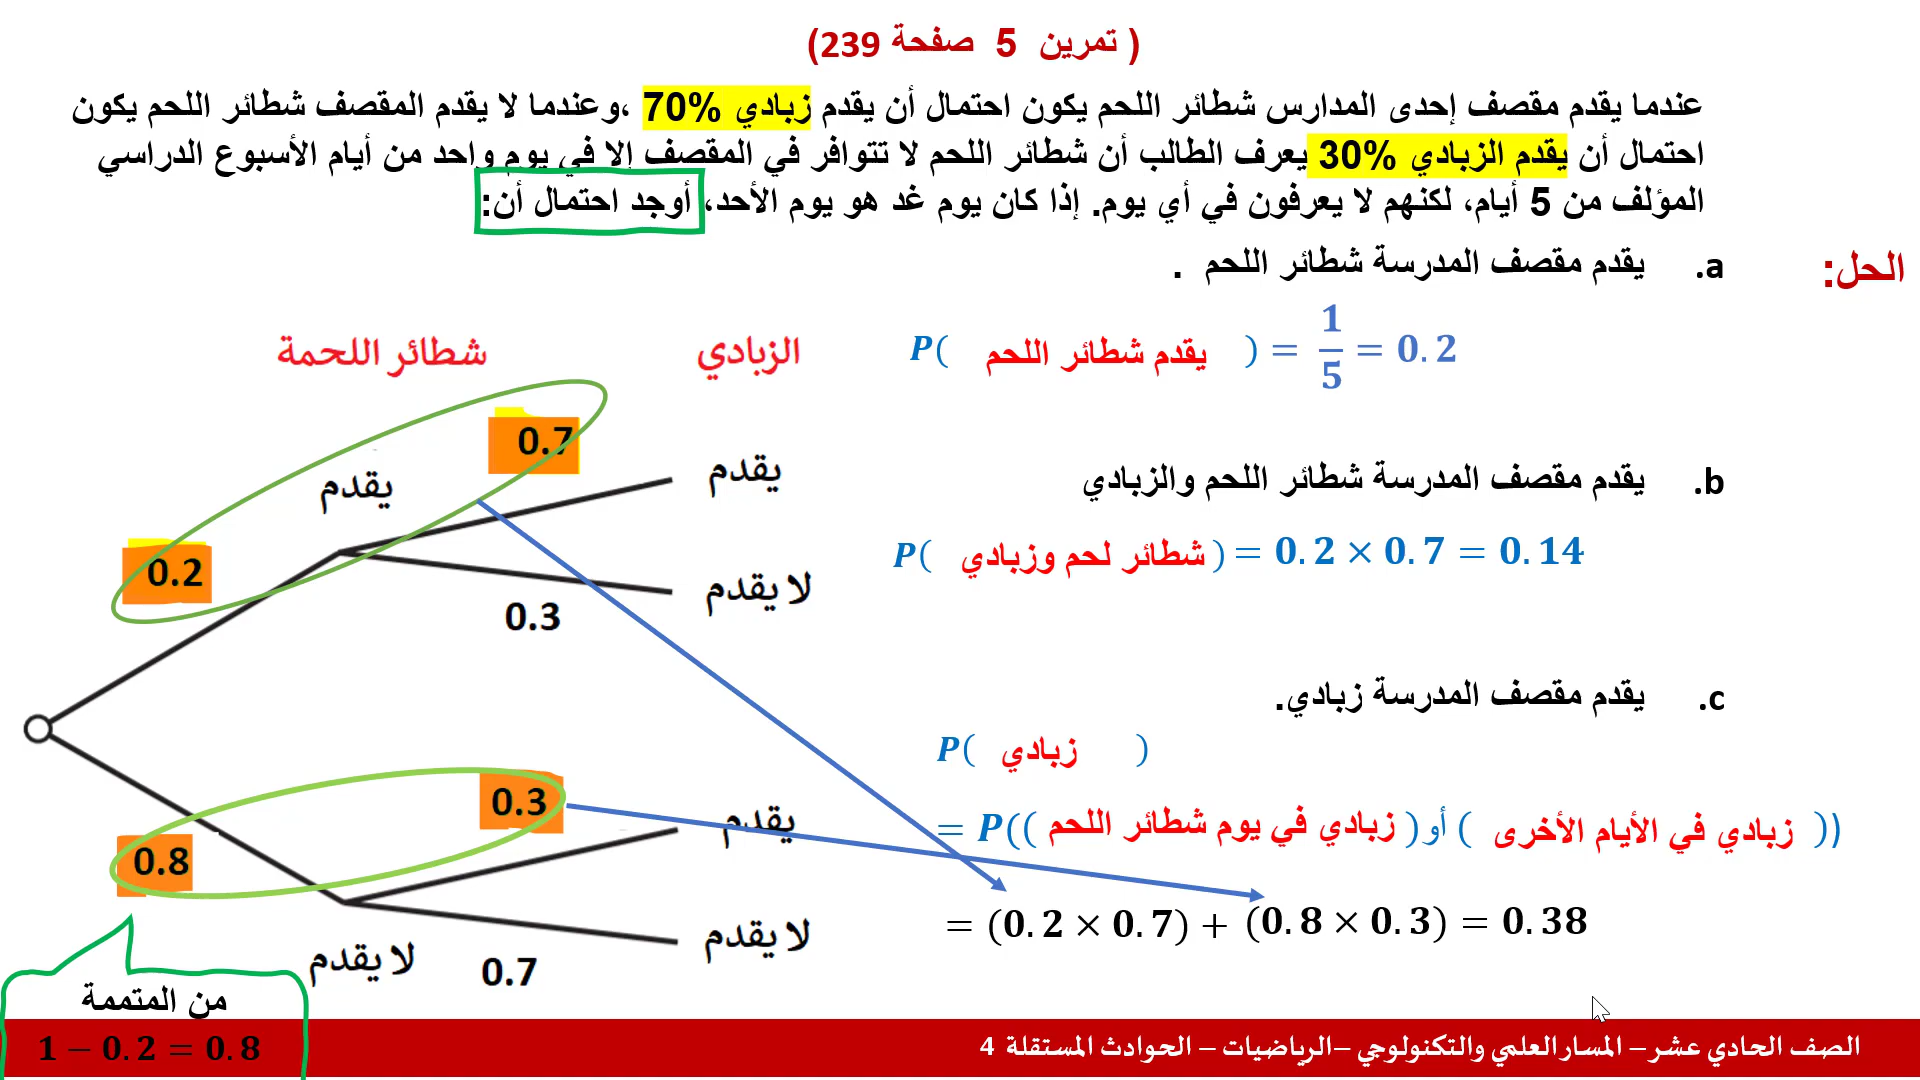 ( تمرين 5 صفحة 239)
عندما يقدم مقصف إحدى المدارس شطائر اللحم يكون احتمال أن يقدم زبادي %70 ،وعندما لا يقدم المقصف شطائر اللحم يكون
احتمال أن يقدم الزبادي %30 يعرف الطالب أن شطائر اللحم لا تتوافر في المقصف إلا في يوم واحد من أيام الأسبوع الدراسي
المؤلف من 5 أيام، لكنهم لا يعرفون في أي يوم. إذا كان يوم غد هو يوم الأحد، أوجد احتمال أن:
الحل:
a. يقدم مقصف المدرسة شطائر اللحم .
P( يقدم شطائر اللحم ) = 1/5 = 0.2
b. يقدم مقصف المدرسة شطائر اللحم والزبادي
P( شطائر لحم وزبادي ) = 0.2 × 0.7 = 0.14
c. يقدم مقصف المدرسة زبادي.
P( زبادي )
= P(( زبادي في يوم شطائر اللحم ) أو ( زبادي في الأيام الأخرى ))
= (0.2 × 0.7) + (0.8 × 0.3) = 0.38
شطائر اللحمة
الزبادي
0.7
يقدم
يقدم
0.2
لا يقدم
0.3
0.3
يقدم
0.8
لا يقدم
لا يقدم
0.7
من المتممة
1 − 0.2 = 0.8
الصف الحادي عشر– المسار العلمي والتكنولوجي –الرياضيات – الحوادث المستقلة 4